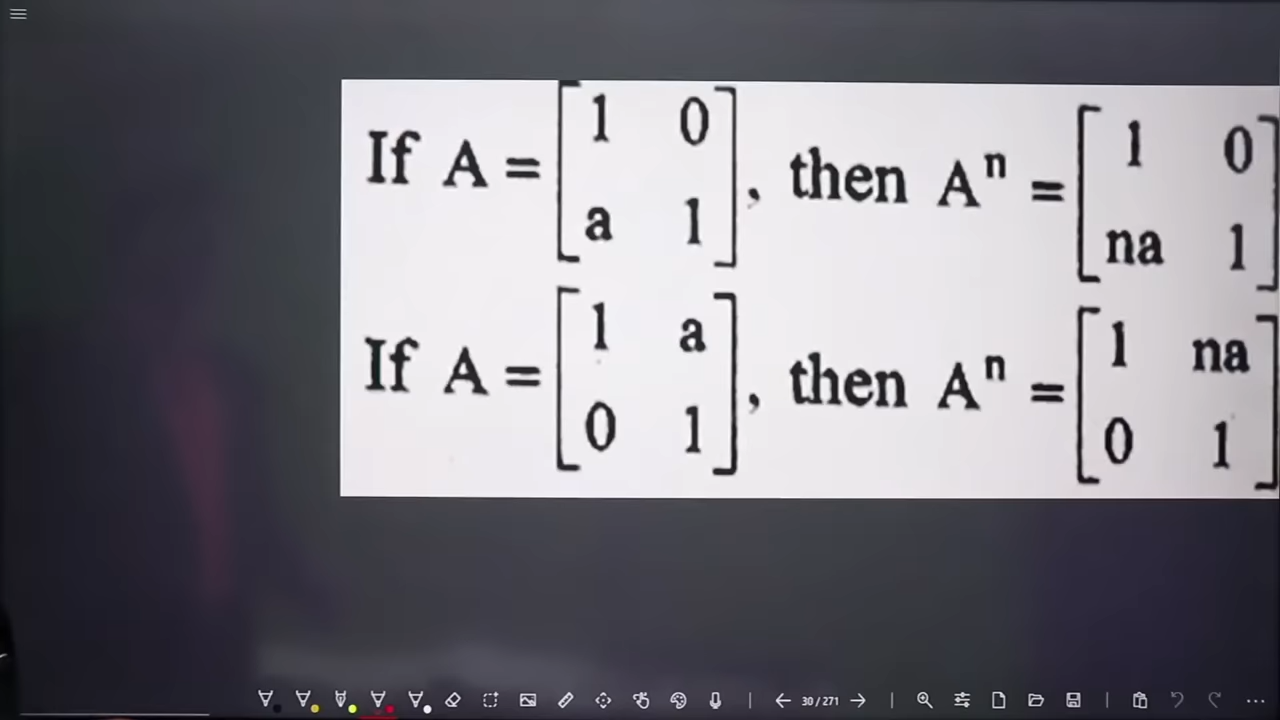 If A = [1 0
a 1], then Aⁿ = [1 0
na 1]
If A = [1 a
0 1], then Aⁿ = [1 na
0 1]
30 / 271